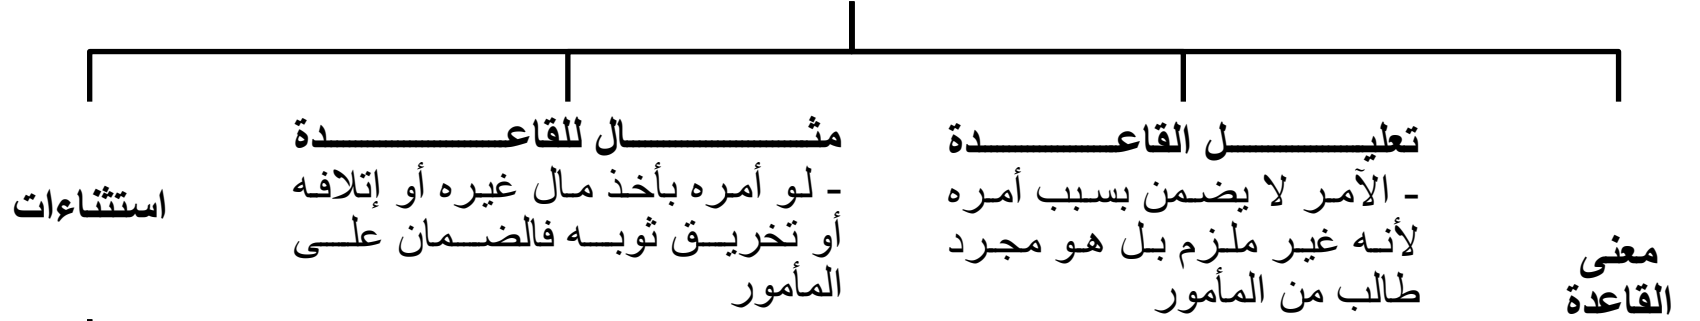 معنى
القاعدة
تعليل القاعدة
- الآمر لا يضمن بسبب أمره
لأنه غير ملزم بل هو مجرد
طالب من المأمور
مثال للقاعدة
- لو أمره بأخذ مال غيره أو إتلافه
أو تخريق ثوبه فالضمان على
المأمور
استثناءات